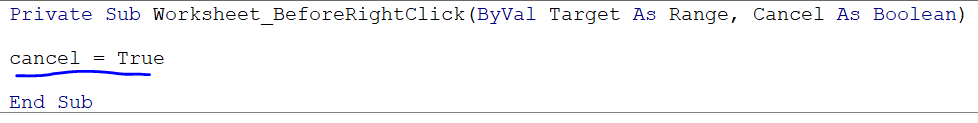 Private Sub Worksheet_BeforeRightClick(ByVal Target As Range, Cancel As Boolean)
cancel = True
End Sub